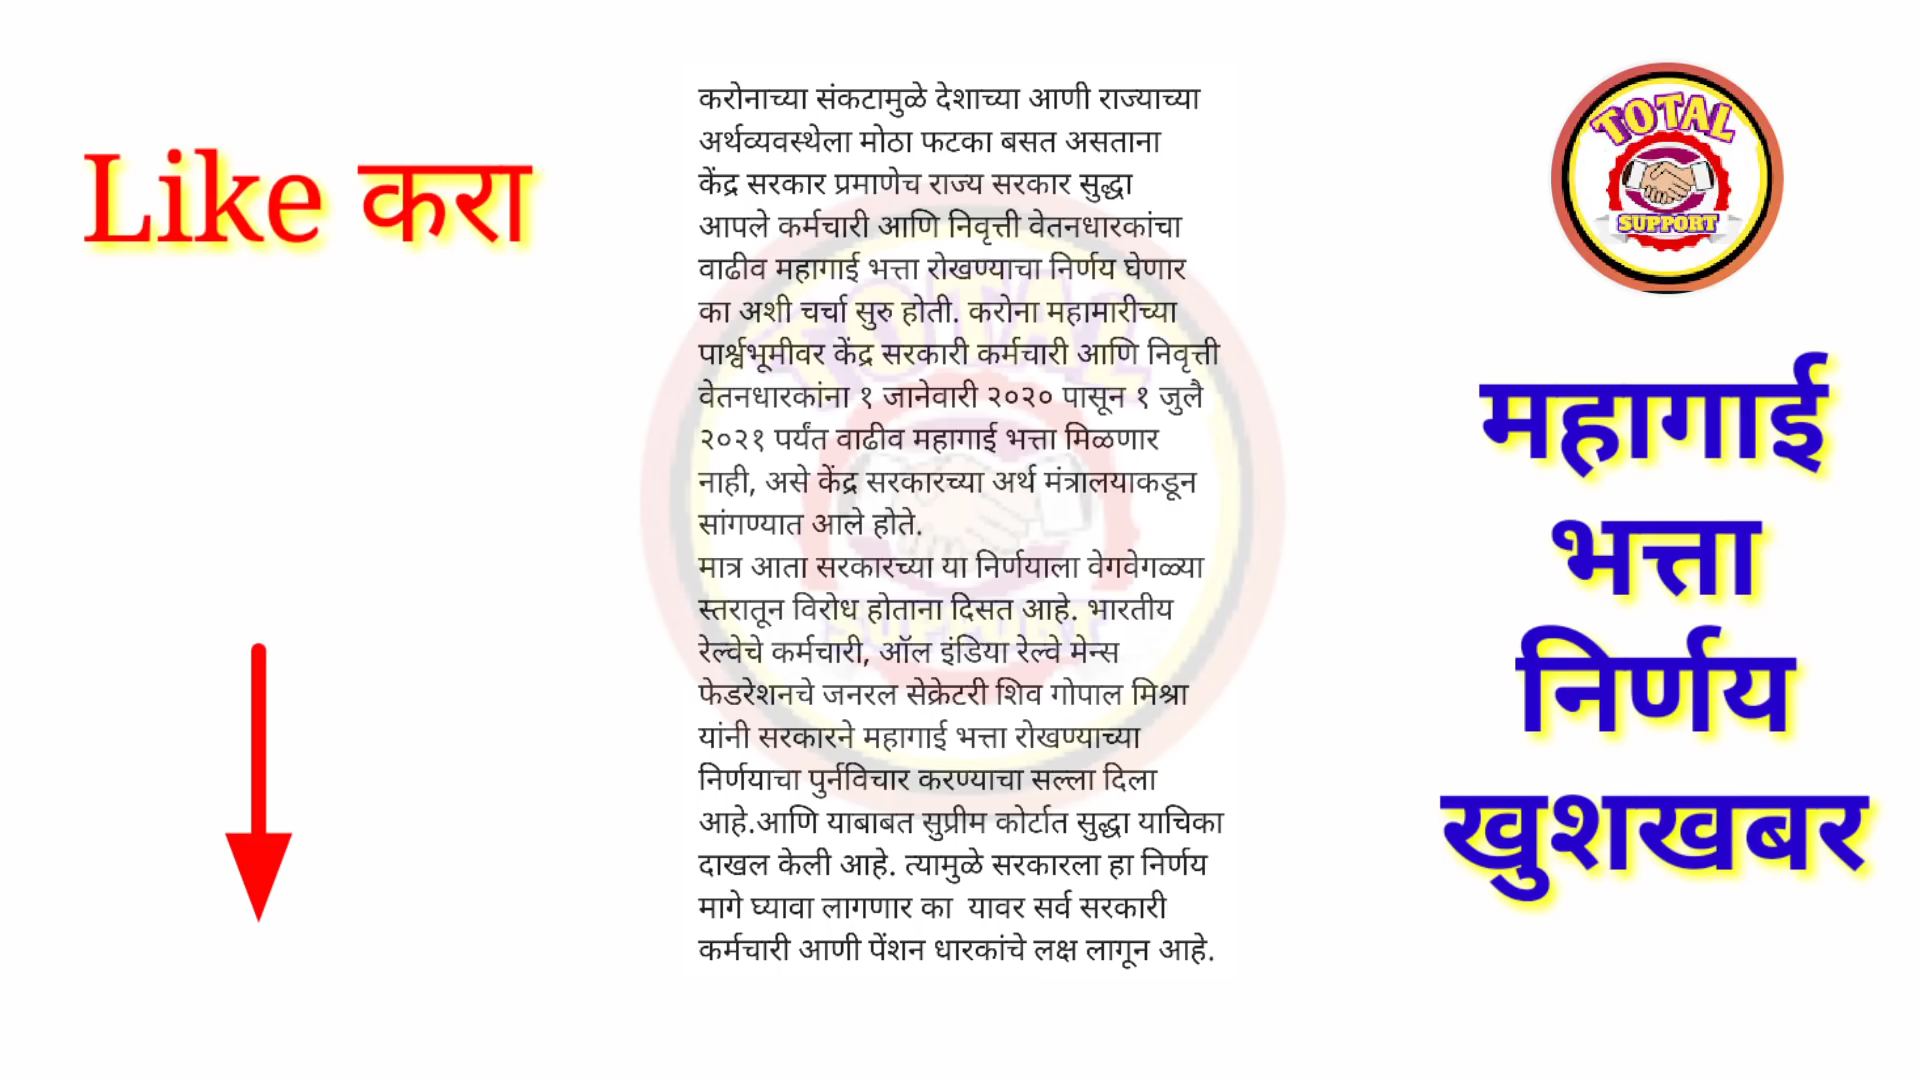 Like करा
करोनाच्या संकटामुळे देशाच्या आणी राज्याच्या
अर्थव्यवस्थेला मोठा फटका बसत असताना
केंद्र सरकार प्रमाणेच राज्य सरकार सुद्धा
आपले कर्मचारी आणि निवृत्ती वेतनधारकांचा
वाढीव महागाई भत्ता रोखण्याचा निर्णय घेणार
का अशी चर्चा सुरु होती. करोना महामारीच्या
पार्श्वभूमीवर केंद्र सरकारी कर्मचारी आणि निवृत्ती
वेतनधारकांना १ जानेवारी २०२० पासून १ जुलै
२०२१ पर्यंत वाढीव महागाई भत्ता मिळणार
नाही, असे केंद्र सरकारच्या अर्थ मंत्रालयाकडून
सांगण्यात आले होते.
मात्र आता सरकारच्या या निर्णयाला वेगवेगळ्या
स्तरातून विरोध होताना दिसत आहे. भारतीय
रेल्वेचे कर्मचारी, ऑल इंडिया रेल्वे मेन्स
फेडरेशनचे जनरल सेक्रेटरी शिव गोपाल मिश्रा
यांनी सरकारने महागाई भत्ता रोखण्याच्या
निर्णयाचा पुर्नविचार करण्याचा सल्ला दिला
आहे.आणि याबाबत सुप्रीम कोर्टात सुद्धा याचिका
दाखल केली आहे. त्यामुळे सरकारला हा निर्णय
मागे घ्यावा लागणार का  यावर सर्व सरकारी
कर्मचारी आणी पेंशन धारकांचे लक्ष लागून आहे.
TOTAL
SUPPORT
TOTAL
SUPPORT
महागाई
भत्ता
निर्णय
खुशखबर